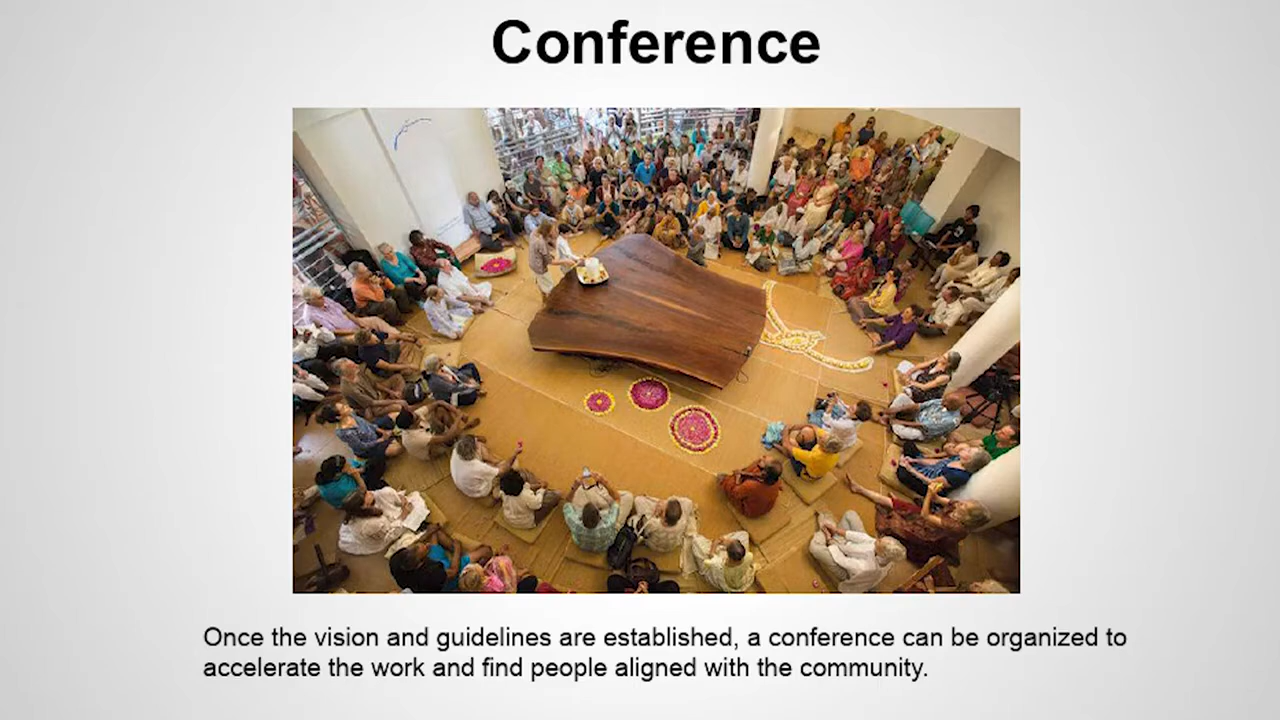 Conference
Once the vision and guidelines are established, a conference can be organized to
accelerate the work and find people aligned with the community.